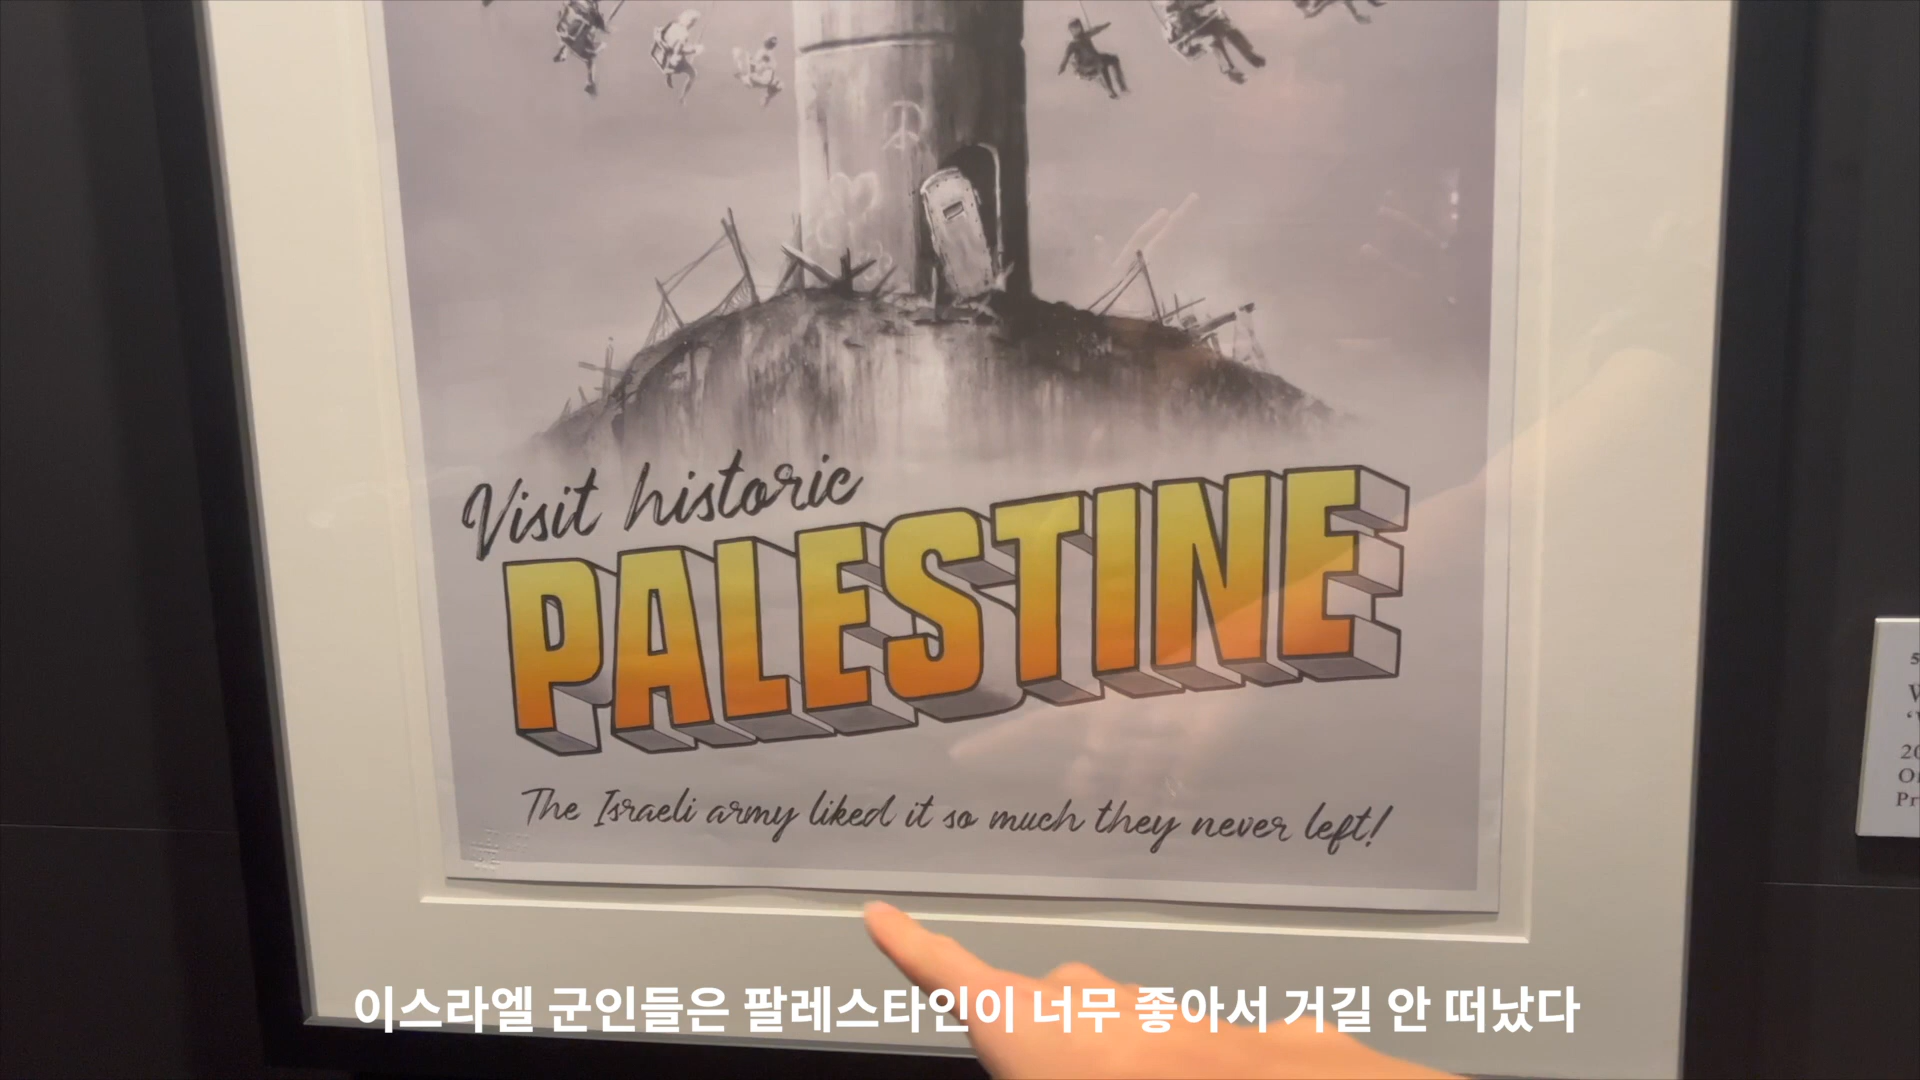 Visit historic
PALESTINE
The Israeli army liked it so much they never left!
이스라엘 군인들은 팔레스타인이 너무 좋아서 거길 안 떠났다